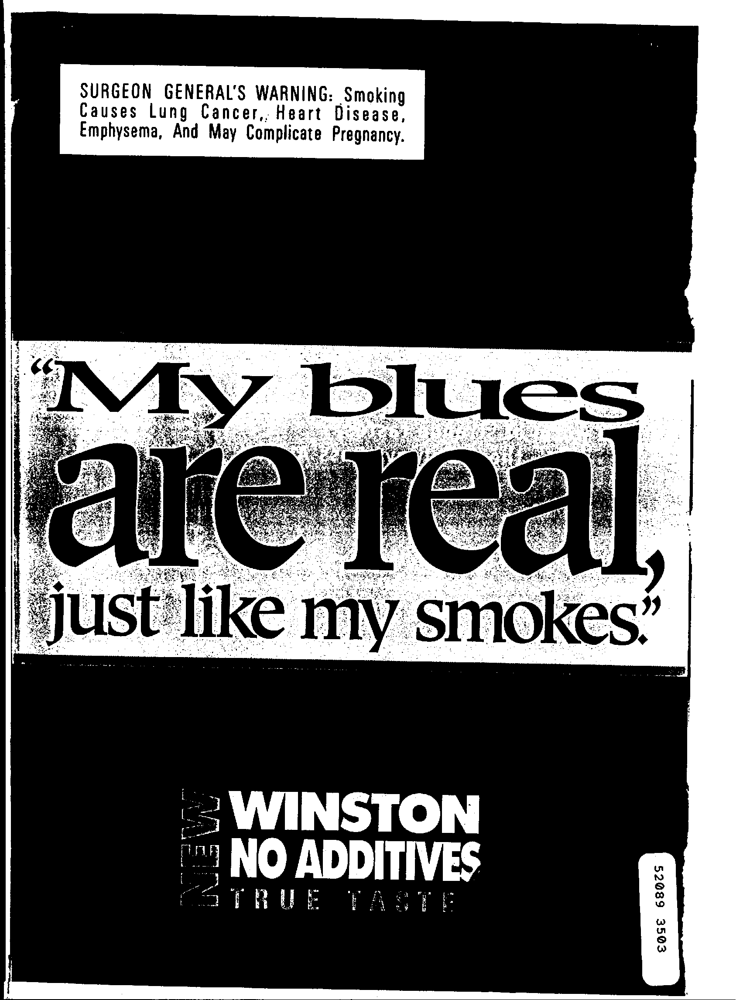 SURGEON GENERAL'S WARNING: Smoking
Causes Lung Cancer, Heart Disease,
Emphysema, And May Complicate Pregnancy.
“My blues
are real,
just like my smokes.”
NEW
WINSTON
NO ADDITIVES
TRUE TASTE
52089 3503